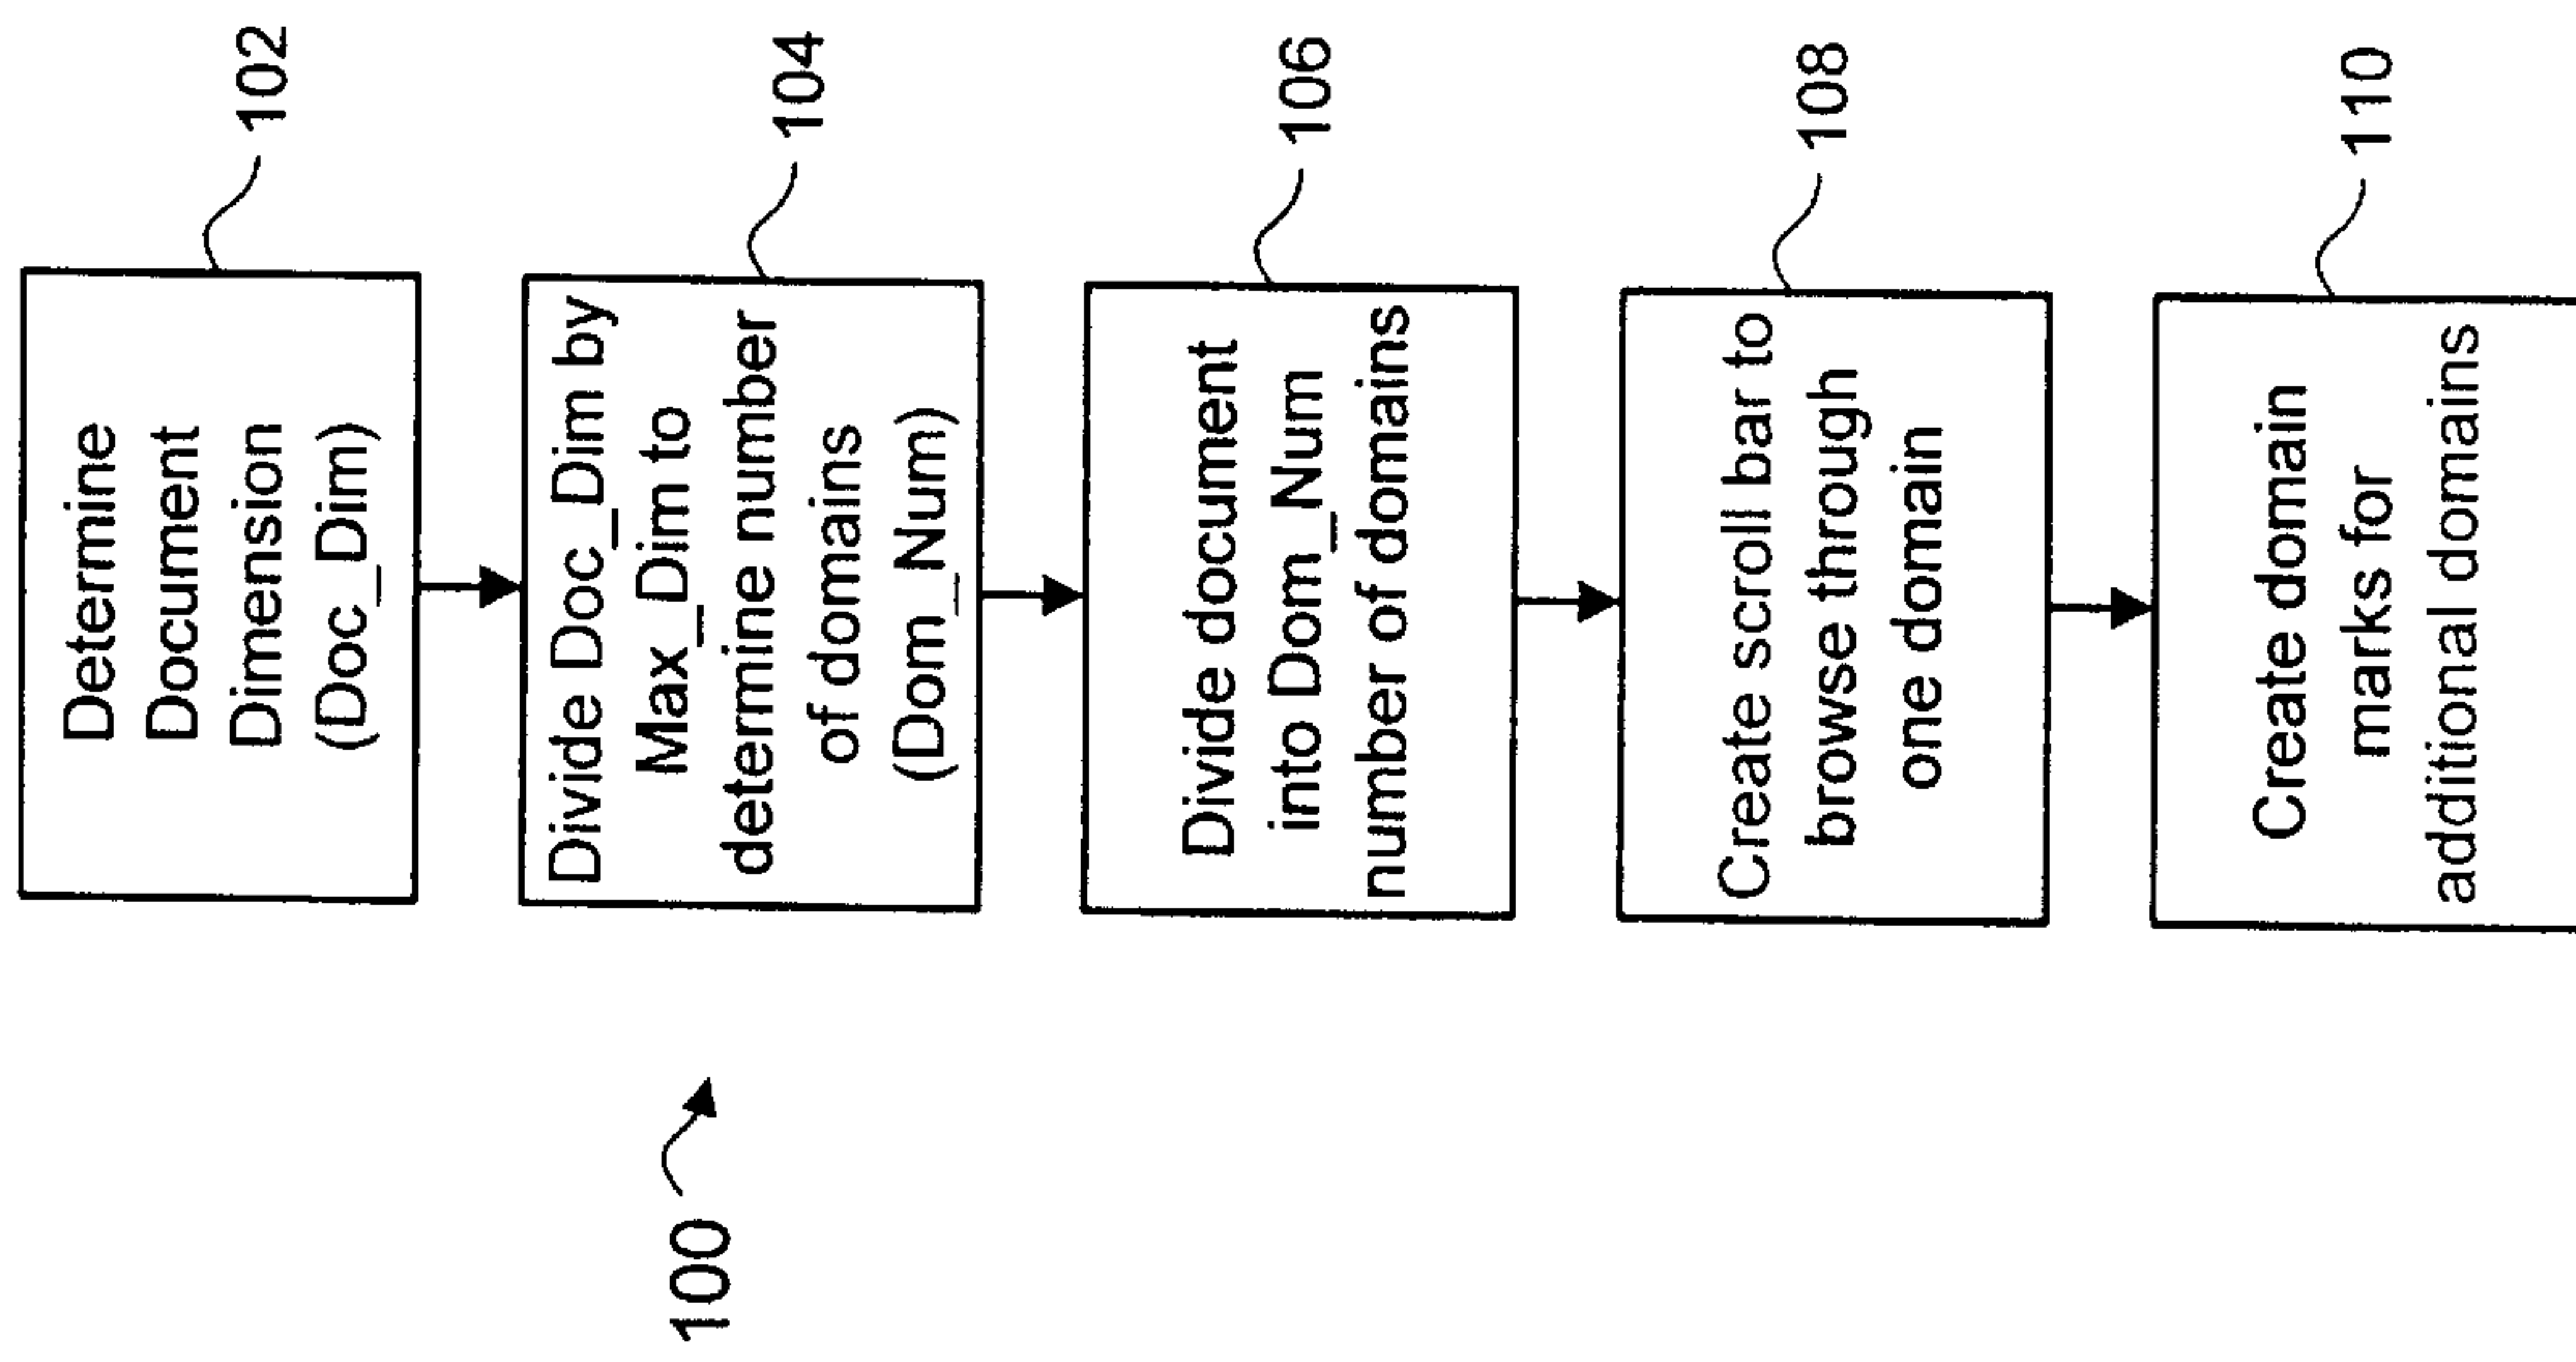 Determine
Document
Dimension
(Doc_Dim)
102
Divide Doc_Dim by
Max_Dim to
determine number
of domains
(Dom_Num)
104
Divide document
into Dom_Num
number of domains
106
Create scroll bar to
browse through
one domain
108
Create domain
marks for
additional domains
110
100